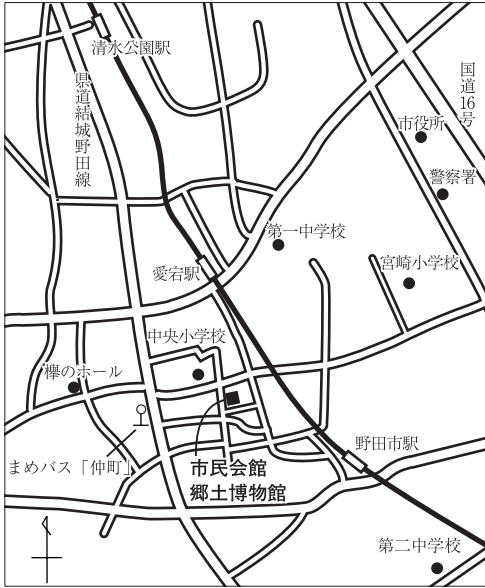 清水公園駅
県道結城野田線
国道16号
市役所
警察署
第一中学校
宮崎小学校
愛宕駅
中央小学校
欅のホール
まめバス「仲町」
市民会館
郷土博物館
野田市駅
第二中学校